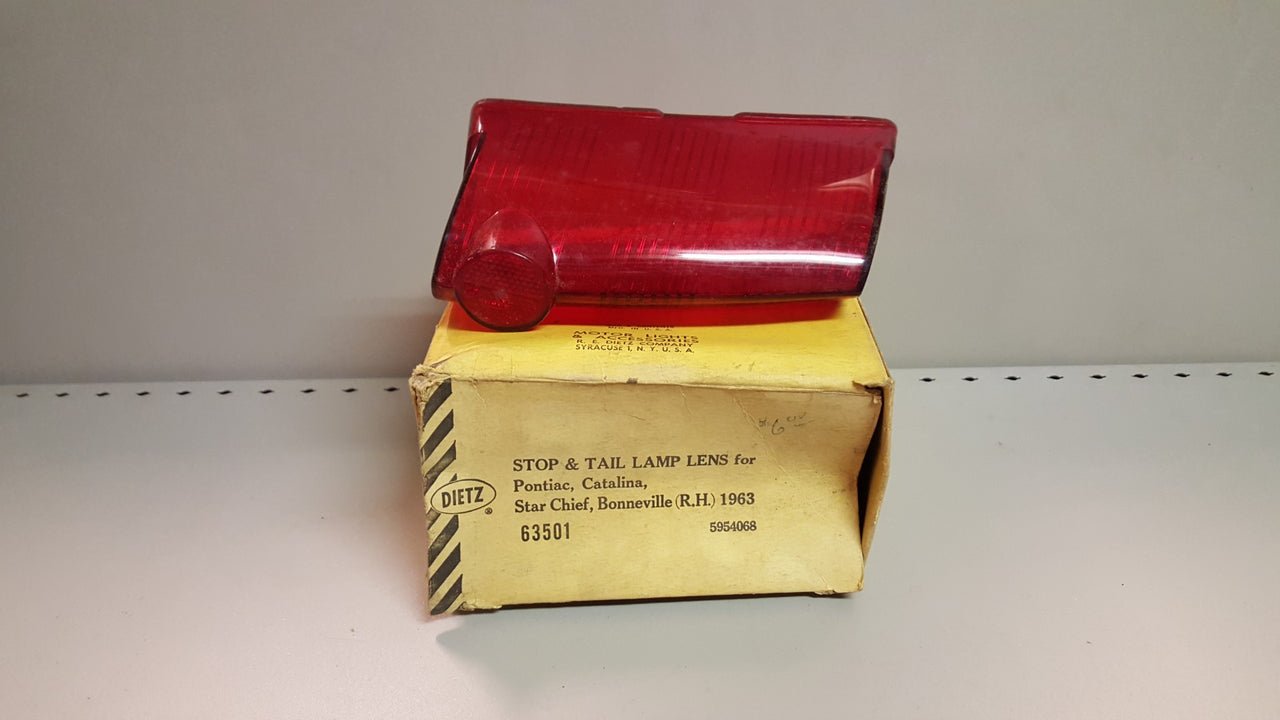 MOTOR LIGHTS
& ACCESSORIES
R. E. DIETZ COMPANY
SYRACUSE 1, N. Y. U. S. A.
STOP & TAIL LAMP LENS for
Pontiac, Catalina,
Star Chief, Bonneville (R.H.) 1963
63501 5954068
DIETZ
®